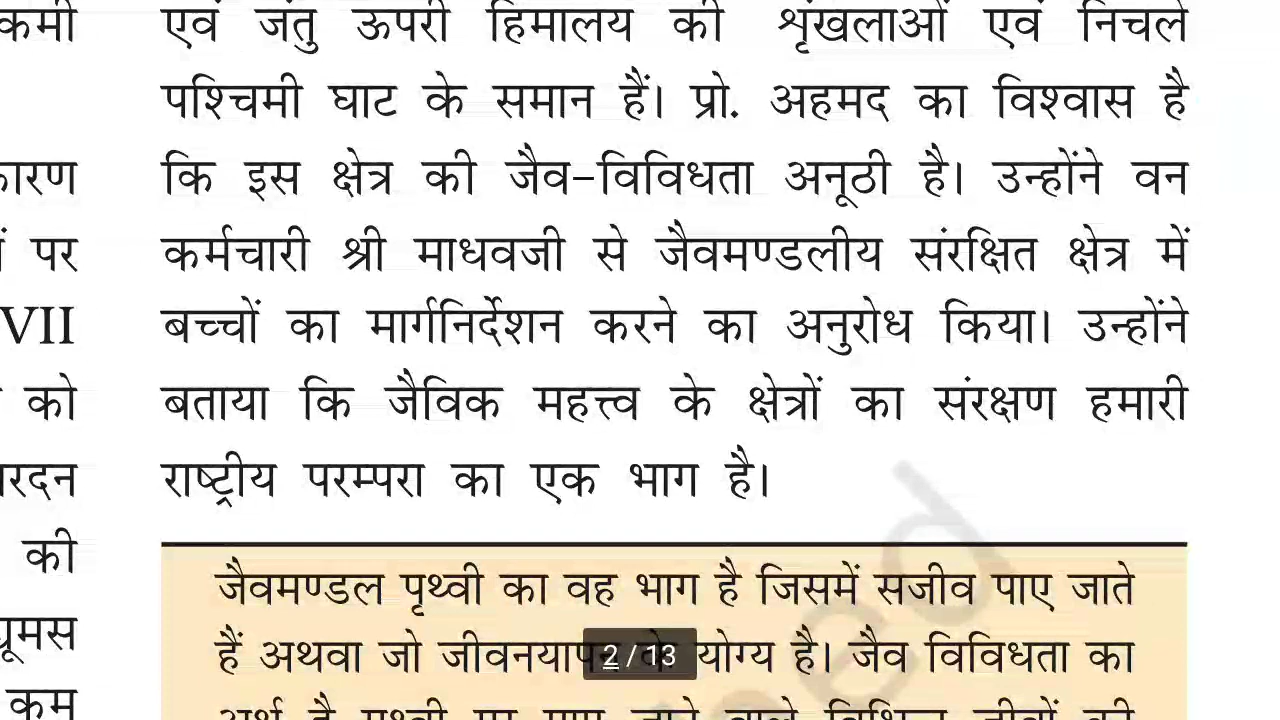 कमी
कारण
पर
VII
को
की
कम
एवं जंतु ऊपरी हिमालय की शृंखलाओं एवं निचले
पश्चिमी घाट के समान हैं। प्रो. अहमद का विश्वास है
कि इस क्षेत्र की जैव-विविधता अनूठी है। उन्होंने वन
कर्मचारी श्री माधवजी से जैवमण्डलीय संरक्षित क्षेत्र में
बच्चों का मार्गनिर्देशन करने का अनुरोध किया। उन्होंने
बताया कि जैविक महत्त्व के क्षेत्रों का संरक्षण हमारी
राष्ट्रीय परम्परा का एक भाग है।
जैवमण्डल पृथ्वी का वह भाग है जिसमें सजीव पाए जाते
हैं अथवा जो जीवनयापन के योग्य है। जैव विविधता का
अर्थ है पृथ्वी पर पाए जाने वाले विभिन्न जीवों की
2 / 13